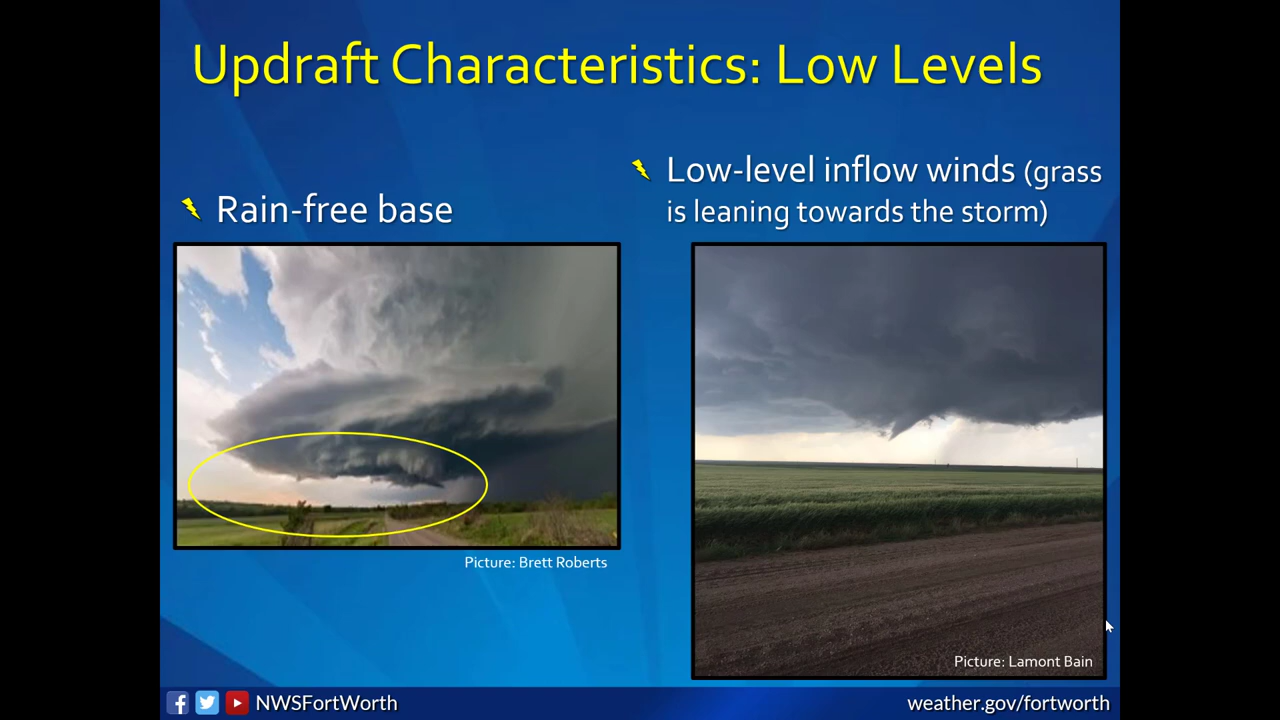 Updraft Characteristics: Low Levels
Rain-free base
Low-level inflow winds (grass
is leaning towards the storm)
Picture: Brett Roberts
Picture: Lamont Bain
NWSFortWorth
weather.gov/fortworth